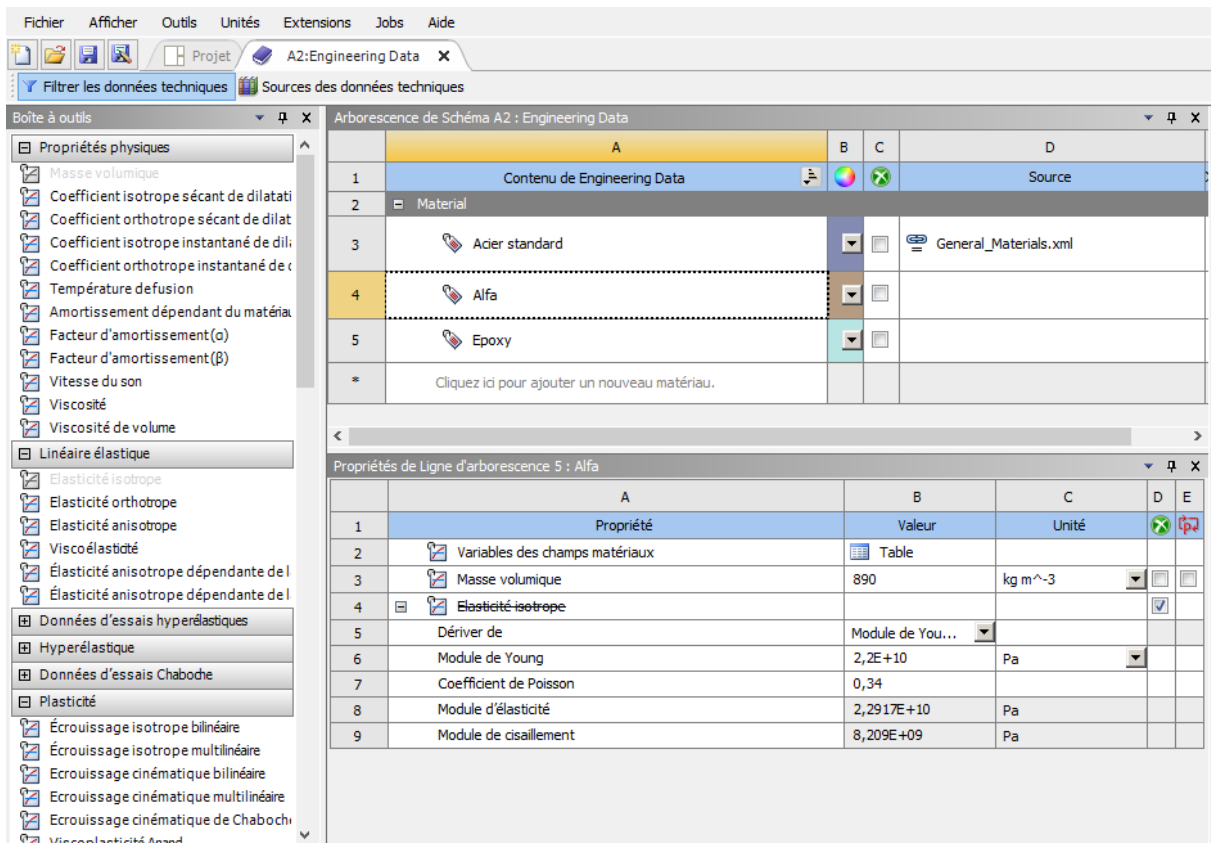 Fichier Afficher Outils Unités Extensions Jobs Aide
Projet A2:Engineering Data
Filtrer les données techniques Sources des données techniques
Boîte à outils
Propriétés physiques
Masse volumique
Coefficient isotrope sécant de dilatati
Coefficient orthotrope sécant de dilat
Coefficient isotrope instantané de dila
Coefficient orthotrope instantané de
Température de fusion
Amortissement dépendant du matériau
Facteur d'amortissement(α)
Facteur d'amortissement(β)
Vitesse du son
Viscosité
Viscosité de volume
Linéaire élastique
Elasticité isotrope
Elasticité orthotrope
Elasticité anisotrope
Viscoélasticité
Élasticité anisotrope dépendante de l
Élasticité anisotrope dépendante de l
Données d'essais hyperélastiques
Hyperélastique
Données d'essais Chaboche
Plasticité
Écrouissage isotrope bilinéaire
Écrouissage isotrope multilinéaire
Ecrouissage cinématique bilinéaire
Ecrouissage cinématique multilinéaire
Ecrouissage cinématique de Chaboch
Viscoplasticité Anand
Arborescence de Schéma A2 : Engineering Data
A B C D
1 Contenu de Engineering Data Source
2 Material
3 Acier standard General_Materials.xml
4 Alfa
5 Epoxy
* Cliquez ici pour ajouter un nouveau matériau.
Propriétés de Ligne d'arborescence 5 : Alfa
A B C D E
1 Propriété Valeur Unité
2 Variables des champs matériaux Table
3 Masse volumique 890 kg m^-3
4 Elasticité isotrope
5 Dériver de Module de You...
6 Module de Young 2,2E+10 Pa
7 Coefficient de Poisson 0,34
8 Module d'élasticité 2,2917E+10 Pa
9 Module de cisaillement 8,209E+09 Pa